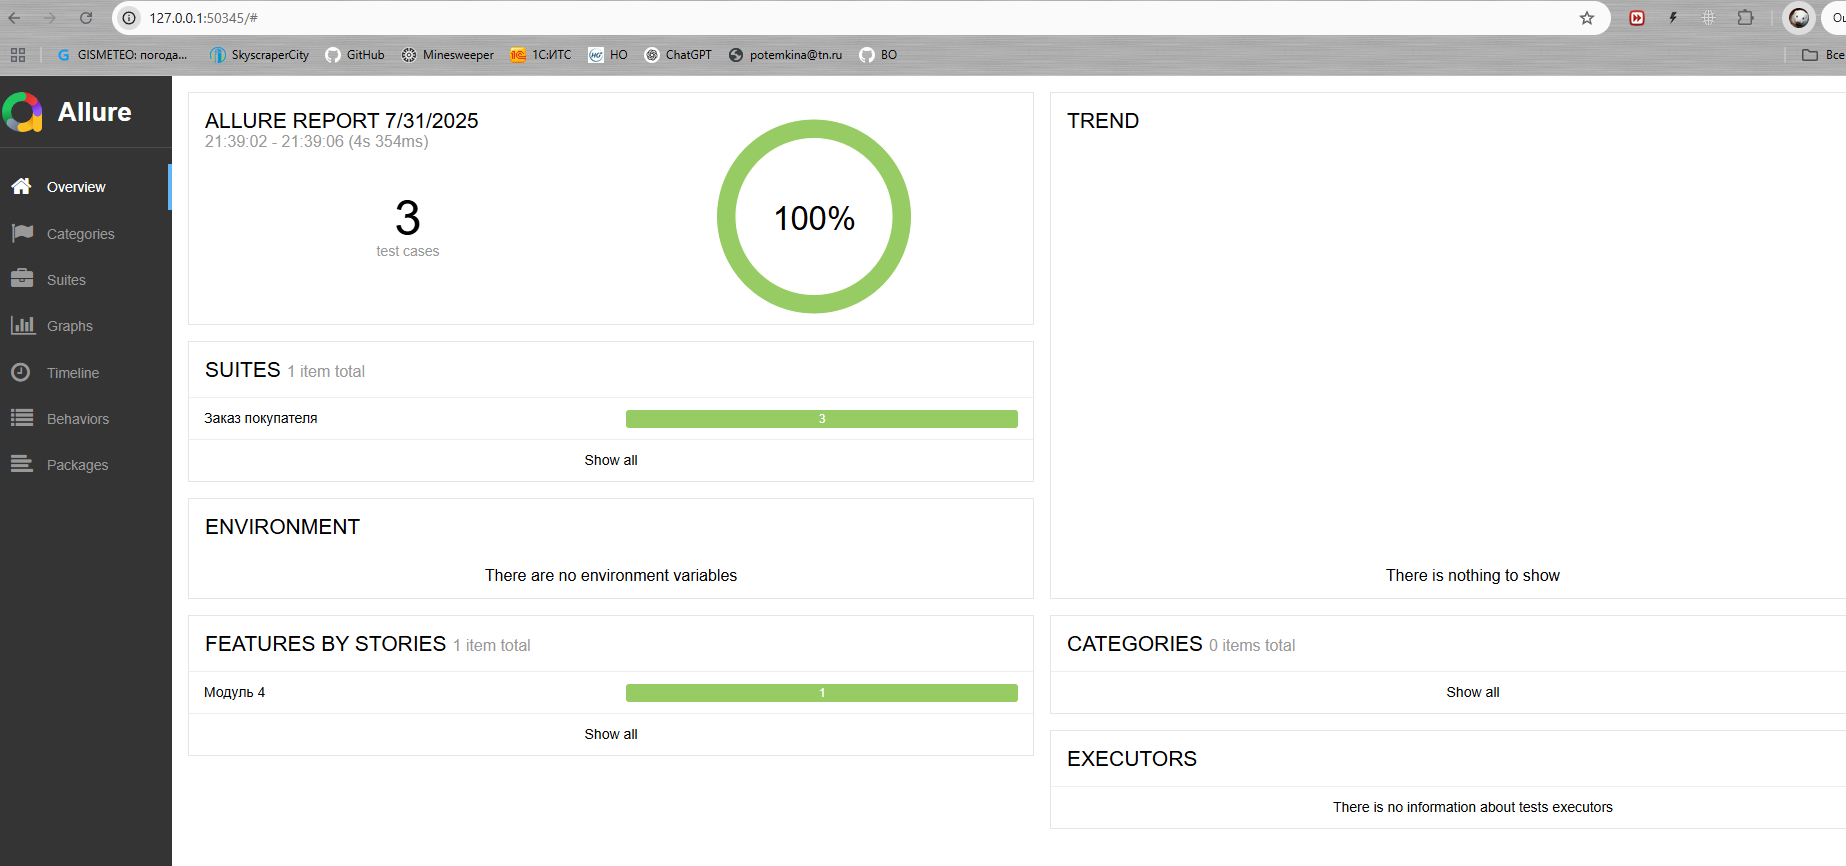 127.0.0.1:50345/#
GISMETEO: погода...
SkyscraperCity
GitHub
Minesweeper
1С:ИТС
НО
ChatGPT
potemkina@tn.ru
ВО
Все
Allure
Overview
Categories
Suites
Graphs
Timeline
Behaviors
Packages
ALLURE REPORT 7/31/2025
21:39:02 - 21:39:06 (4s 354ms)
3
test cases
100%
SUITES 1 item total
Заказ покупателя 3
Show all
ENVIRONMENT
There are no environment variables
FEATURES BY STORIES 1 item total
Модуль 4 1
Show all
TREND
There is nothing to show
CATEGORIES 0 items total
Show all
EXECUTORS
There is no information about tests executors